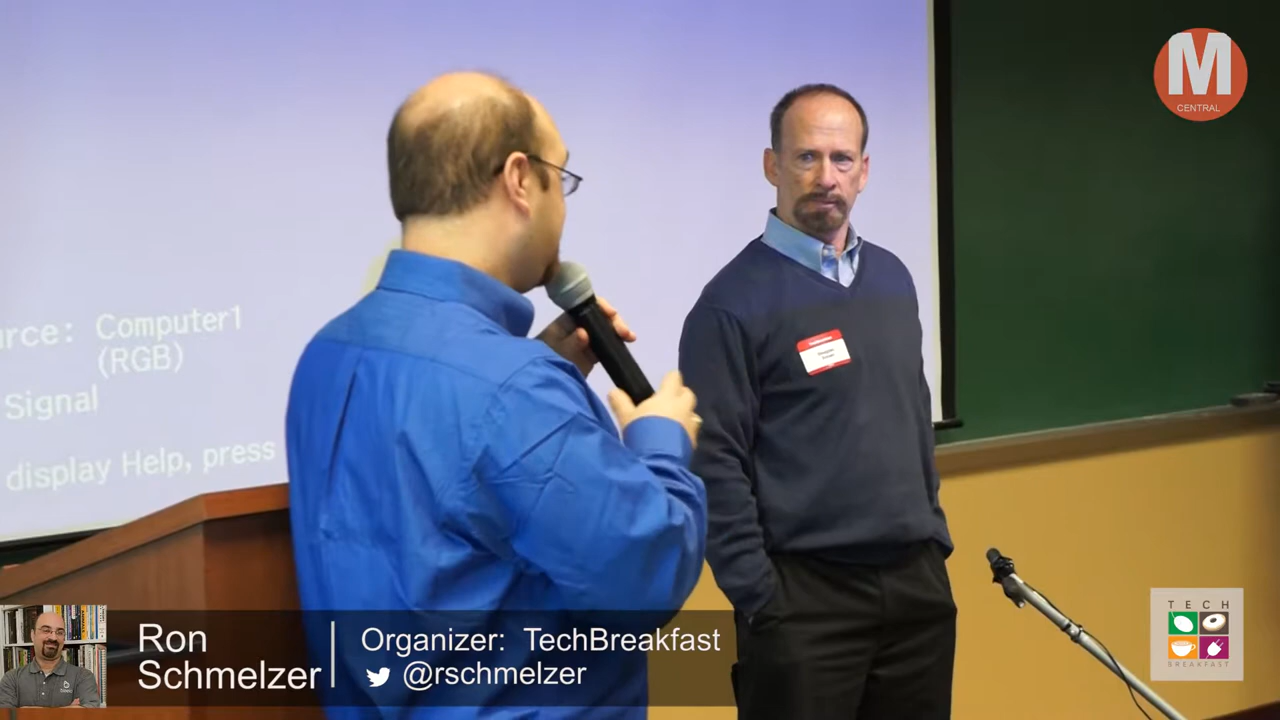 M
CENTRAL
urce: Computer1
(RGB)
Signal
display Help, press
Ron
Schmelzer
Organizer: TechBreakfast
@rschmelzer
TECH
BREAKFAST